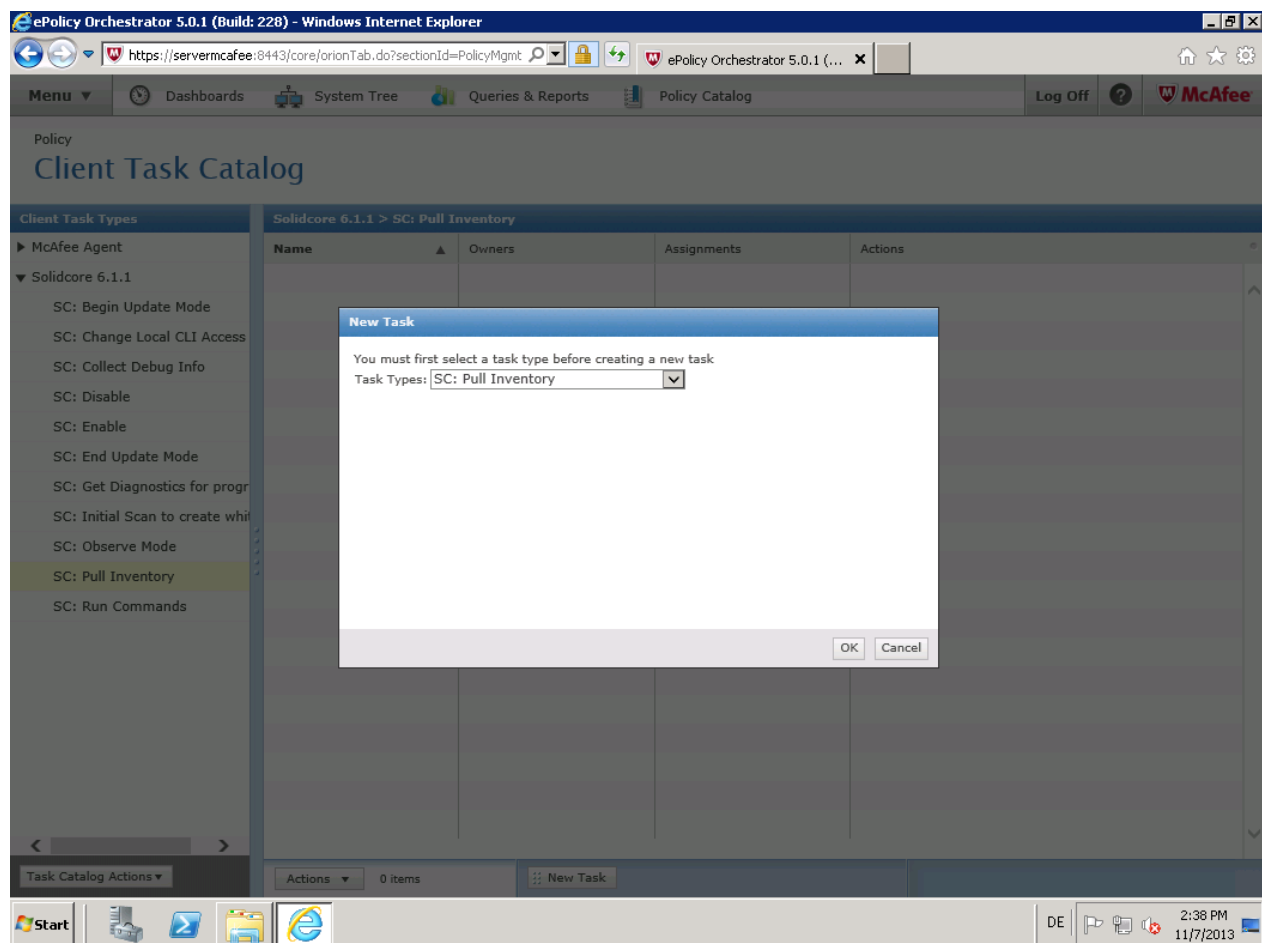 ePolicy Orchestrator 5.0.1 (Build: 228) - Windows Internet Explorer
https://servermcafee:8443/core/orionTab.do?sectionId=PolicyMgmt
ePolicy Orchestrator 5.0.1 (...
Menu
Dashboards
System Tree
Queries & Reports
Policy Catalog
Log Off
?
McAfee
Policy
Client Task Catalog
Client Task Types
Solidcore 6.1.1 > SC: Pull Inventory
McAfee Agent
Name
Owners
Assignments
Actions
Solidcore 6.1.1
SC: Begin Update Mode
SC: Change Local CLI Access
SC: Collect Debug Info
SC: Disable
SC: Enable
SC: End Update Mode
SC: Get Diagnostics for progr
SC: Initial Scan to create whit
SC: Observe Mode
SC: Pull Inventory
SC: Run Commands
New Task
You must first select a task type before creating a new task
Task Types: SC: Pull Inventory
OK
Cancel
Task Catalog Actions
Actions
0 items
New Task
Start
DE
2:38 PM
11/7/2013